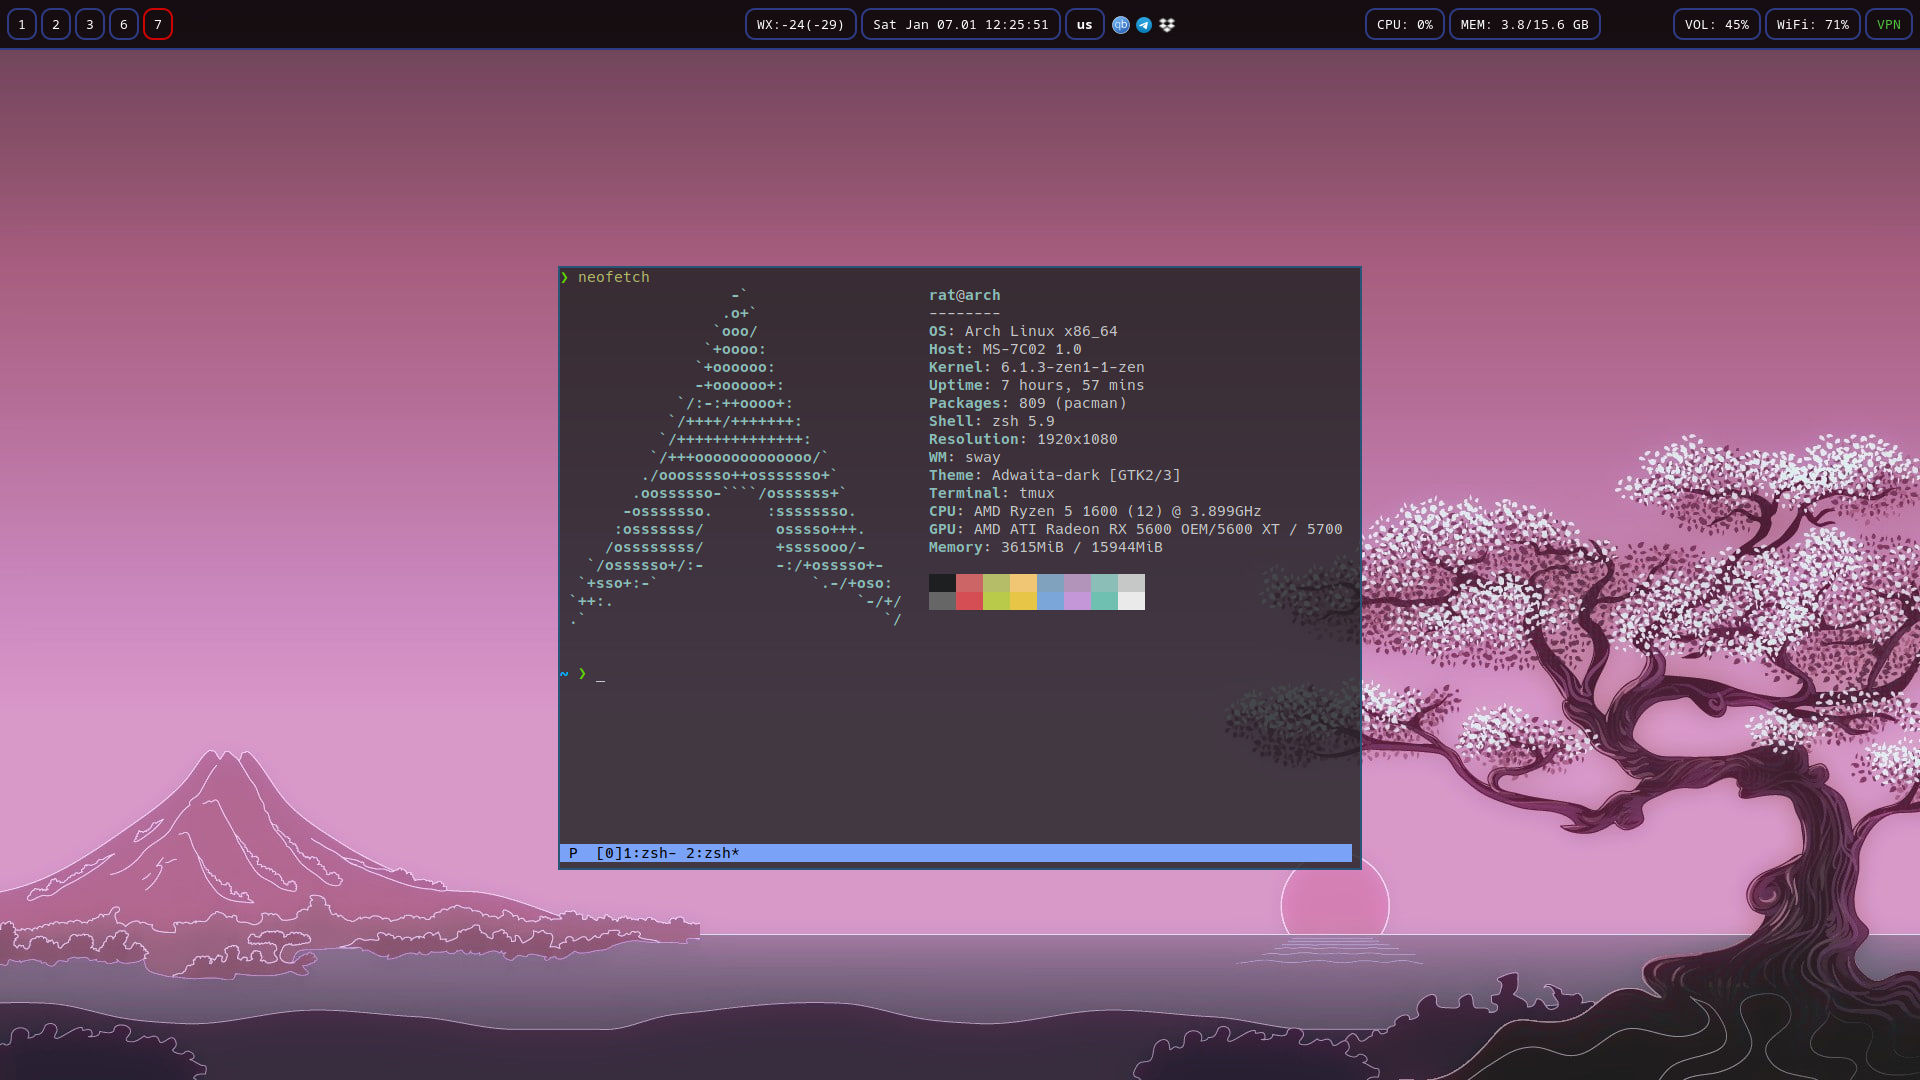 1 2 3 6 7 WX:-24(-29) Sat Jan 07.01 12:25:51 us qb CPU: 0% MEM: 3.8/15.6 GB VOL: 45% WiFi: 71% VPN
❯ neofetch
-` rat@arch
.o+` --------
`ooo/ OS: Arch Linux x86_64
`+oooo: Host: MS-7C02 1.0
`+oooooo: Kernel: 6.1.3-zen1-1-zen
-+oooooo+: Uptime: 7 hours, 57 mins
`/:-:++oooo+: Packages: 809 (pacman)
`/++++/+++++++: Shell: zsh 5.9
`/++++++++++++++: Resolution: 1920x1080
`/+++ooooooooooooo/` WM: sway
./ooosssso++osssssso+` Theme: Adwaita-dark [GTK2/3]
.oossssso-````/ossssss+` Terminal: tmux
-osssssso. :ssssssso. CPU: AMD Ryzen 5 1600 (12) @ 3.899GHz
:osssssss/ osssso+++. GPU: AMD ATI Radeon RX 5600 OEM/5600 XT / 5700
/ossssssss/ +ssssooo/- Memory: 3615MiB / 15944MiB
`/ossssso+/:- -:/+osssso+-
`+sso+:-` `.-/+oso:
`++:. `-/+/
.` `/
~ ❯ _
P [0]1:zsh- 2:zsh*